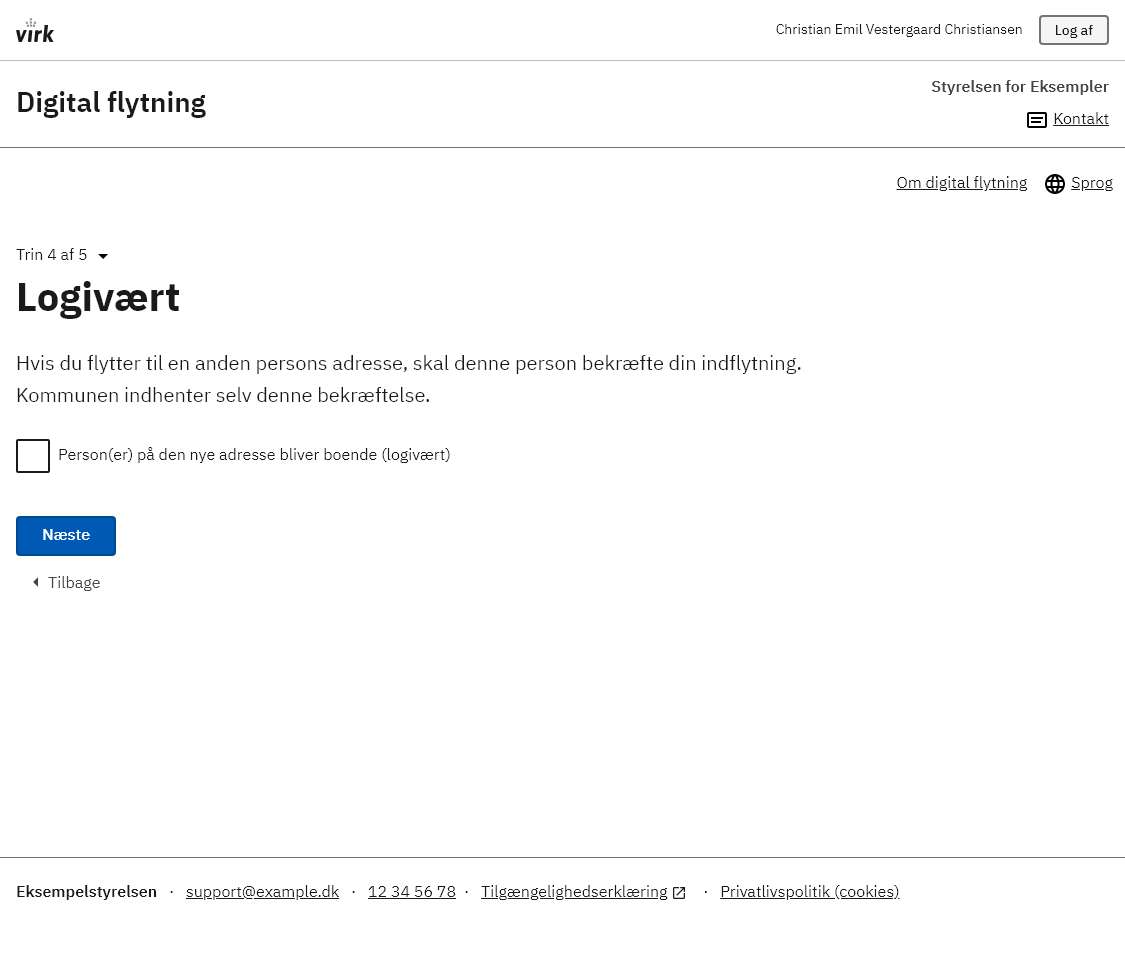 virk
Christian Emil Vestergaard Christiansen
Log af
Digital flytning
Styrelsen for Eksempler
Kontakt
Om digital flytning
Sprog
Trin 4 af 5
Logivært
Hvis du flytter til en anden persons adresse, skal denne person bekræfte din indflytning.
Kommunen indhenter selv denne bekræftelse.
Person(er) på den nye adresse bliver boende (logivært)
Næste
Tilbage
Eksempelstyrelsen · support@example.dk · 12 34 56 78 · Tilgængelighedserklæring · Privatlivspolitik (cookies)